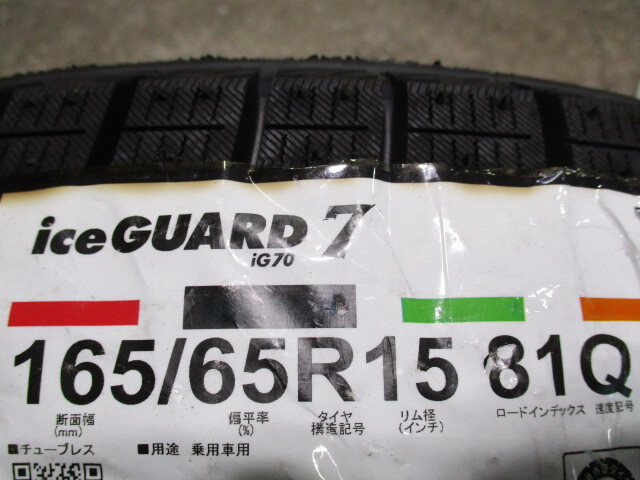 iceGUARD 7
iG70
165/65R15 81Q
断面幅 (mm) 偏平率 (%) タイヤ構造記号 リム径 (インチ) ロードインデックス 速度記号
■チューブレス ■用途 乗用車用